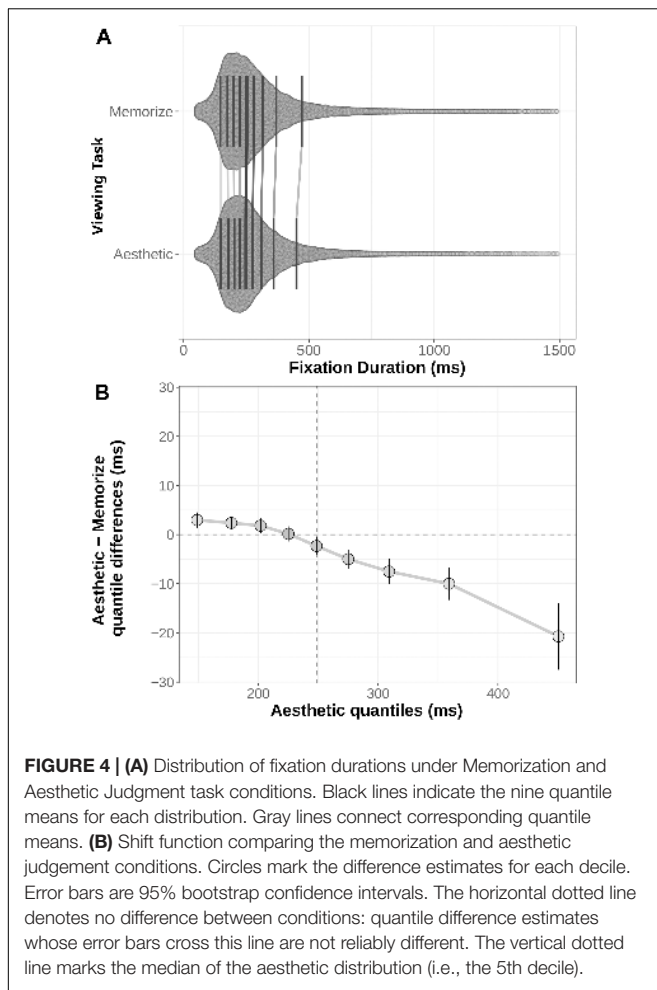 A
Memorize
Viewing Task
Aesthetic
0
500
1000
1500
Fixation Duration (ms)
B
30
20
10
0
−10
−20
−30
Aesthetic − Memorize
quantile differences (ms)
200
300
400
Aesthetic quantiles (ms)
FIGURE 4 | (A) Distribution of fixation durations under Memorization and
Aesthetic Judgment task conditions. Black lines indicate the nine quantile
means for each distribution. Gray lines connect corresponding quantile
means. (B) Shift function comparing the memorization and aesthetic
judgement conditions. Circles mark the difference estimates for each decile.
Error bars are 95% bootstrap confidence intervals. The horizontal dotted line
denotes no difference between conditions: quantile difference estimates
whose error bars cross this line are not reliably different. The vertical dotted
line marks the median of the aesthetic distribution (i.e., the 5th decile).